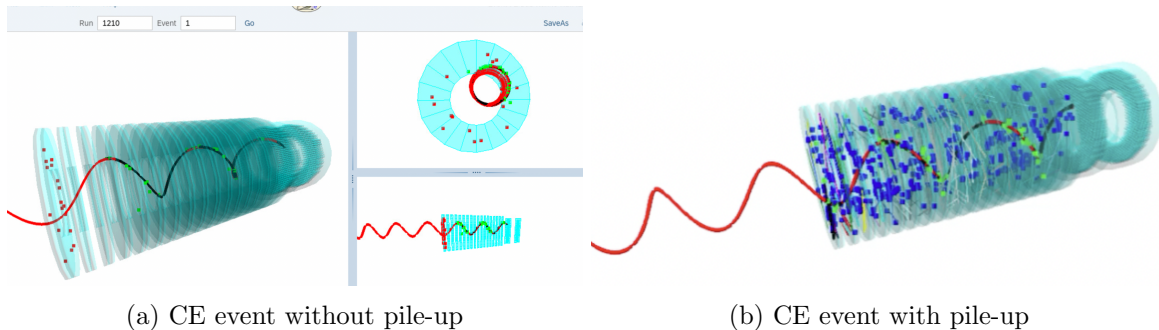 Run 1210 Event 1 Go SaveAs
(a) CE event without pile-up
(b) CE event with pile-up